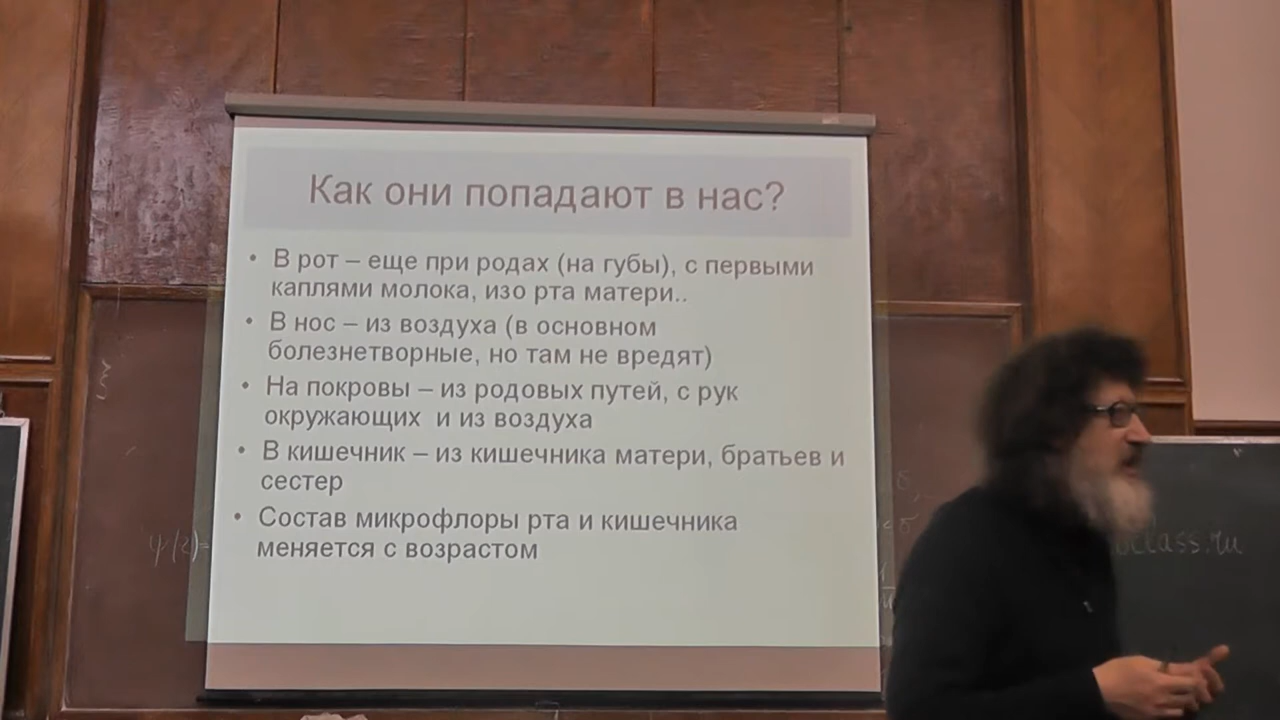 Как они попадают в нас?
• В рот – еще при родах (на губы), с первыми
каплями молока, изо рта матери..
• В нос – из воздуха (в основном
болезнетворные, но там не вредят)
• На покровы – из родовых путей, с рук
окружающих и из воздуха
• В кишечник – из кишечника матери, братьев и
сестер
• Состав микрофлоры рта и кишечника
меняется с возрастом